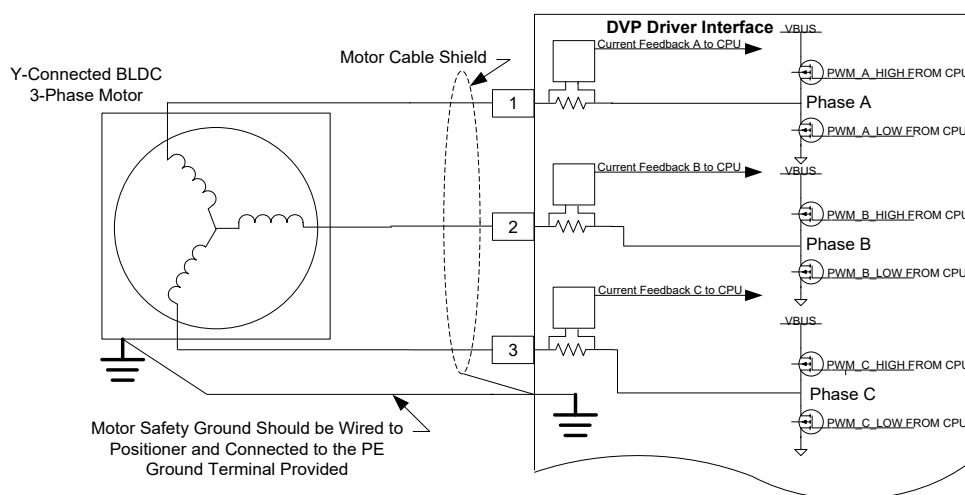 DVP Driver Interface
VBUS
Current Feedback A to CPU
Motor Cable Shield
Y-Connected BLDC
3-Phase Motor
PWM_A_HIGH FROM CPU
1
Phase A
PWM_A_LOW FROM CPU
Current Feedback B to CPU
VBUS
PWM_B_HIGH FROM CPU
2
Phase B
PWM_B_LOW FROM CPU
Current Feedback C to CPU
VBUS
3
PWM_C_HIGH FROM CPU
Phase C
PWM_C_LOW FROM CPU
Motor Safety Ground Should be Wired to
Positioner and Connected to the PE
Ground Terminal Provided